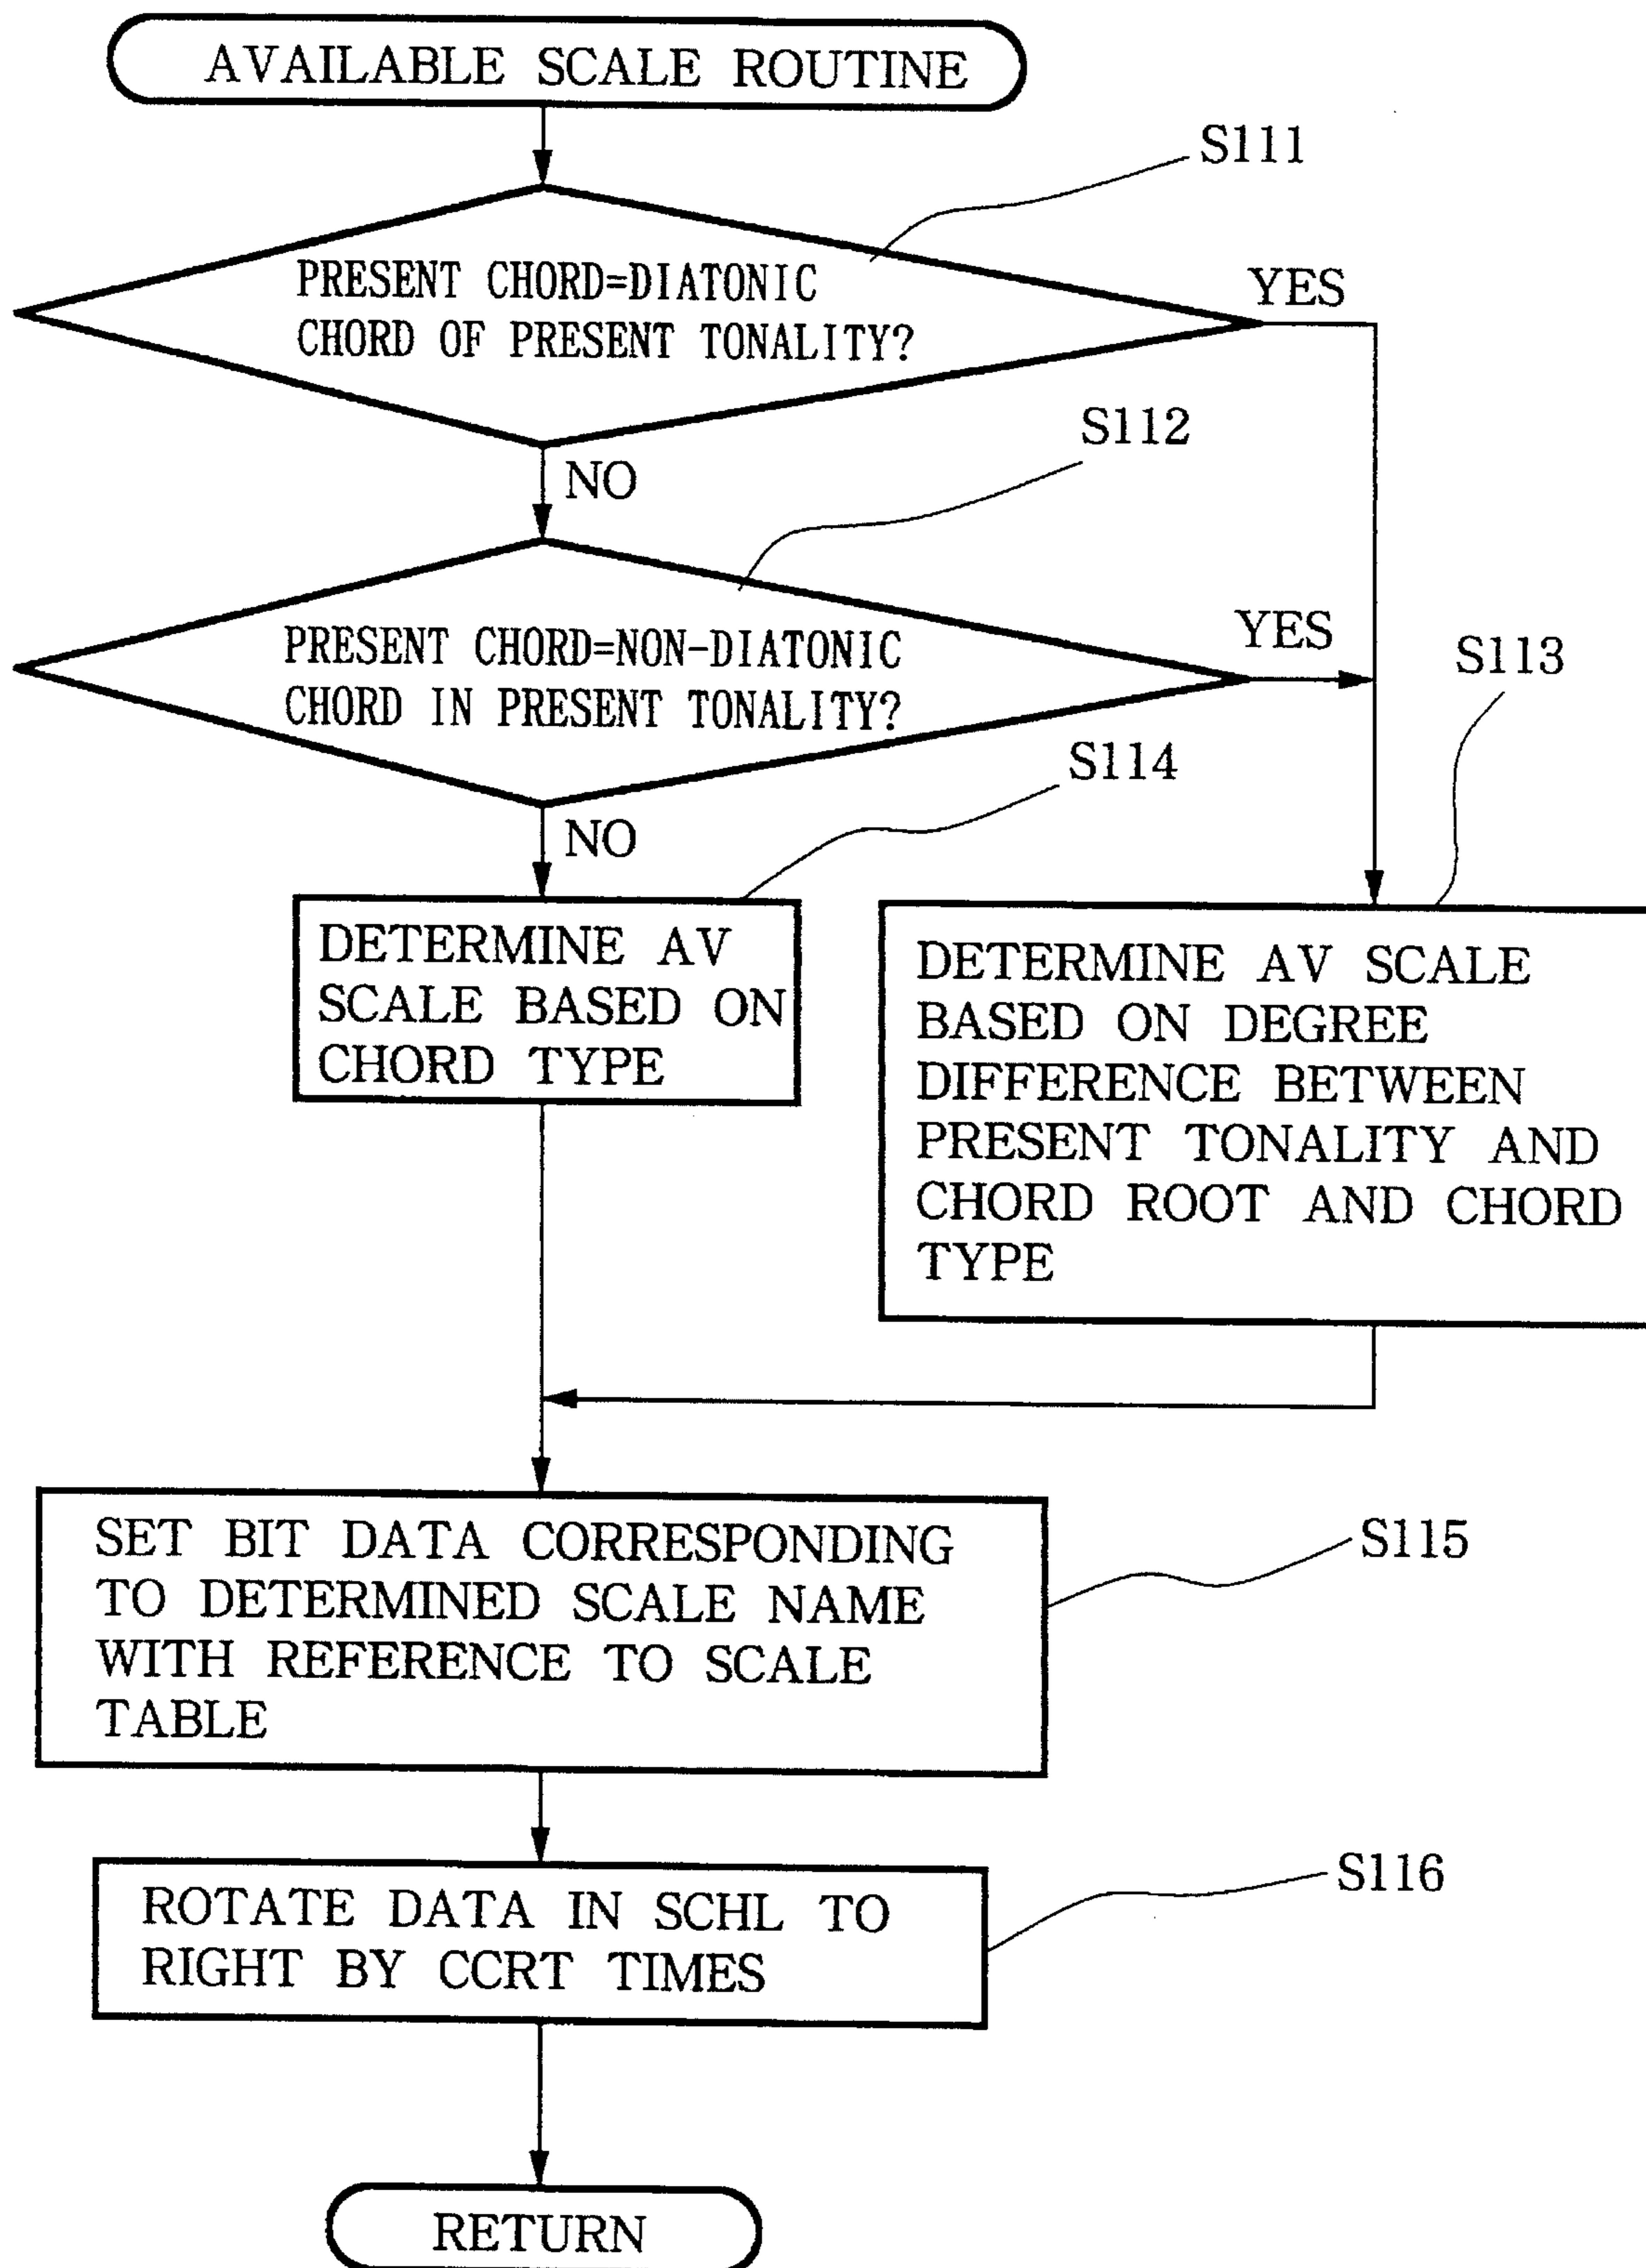 AVAILABLE SCALE ROUTINE
S111
PRESENT CHORD=DIATONIC
CHORD OF PRESENT TONALITY?
YES
NO
S112
PRESENT CHORD=NON-DIATONIC
CHORD IN PRESENT TONALITY?
YES
NO
S114
DETERMINE AV
SCALE BASED ON
CHORD TYPE
S113
DETERMINE AV SCALE
BASED ON DEGREE
DIFFERENCE BETWEEN
PRESENT TONALITY AND
CHORD ROOT AND CHORD
TYPE
SET BIT DATA CORRESPONDING
TO DETERMINED SCALE NAME
WITH REFERENCE TO SCALE
TABLE
S115
ROTATE DATA IN SCHL TO
RIGHT BY CCRT TIMES
S116
RETURN